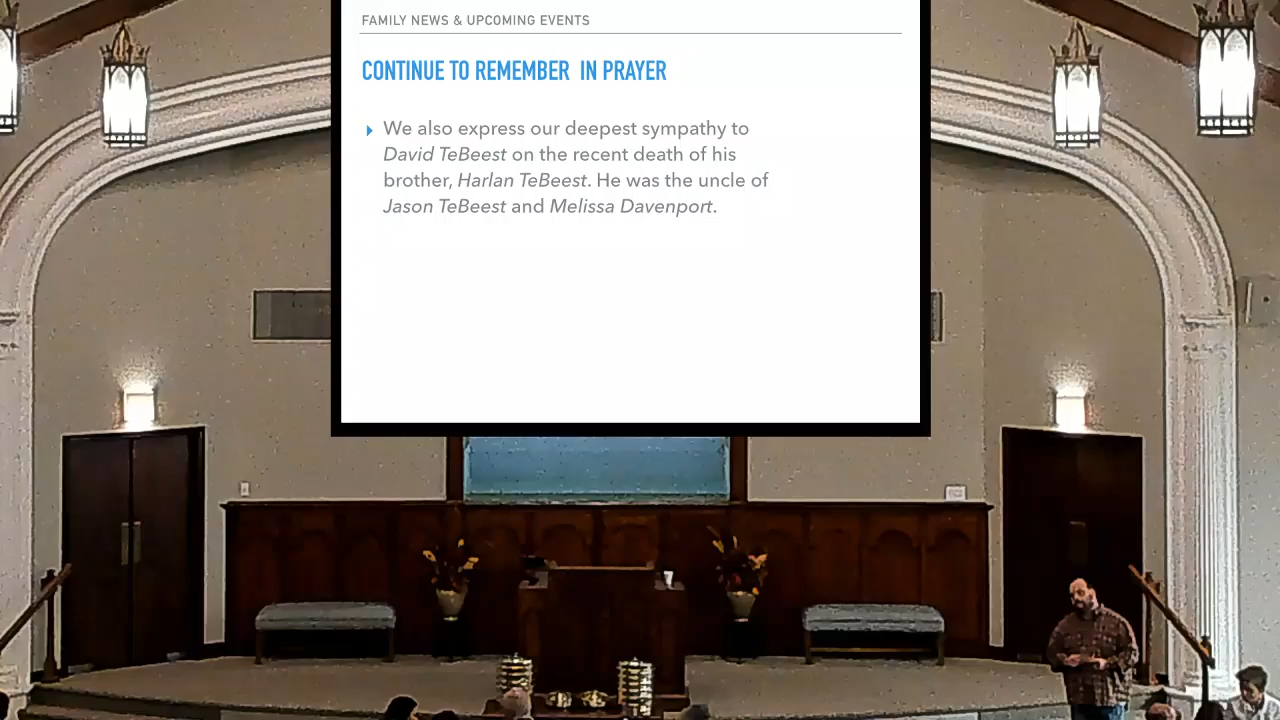 FAMILY NEWS & UPCOMING EVENTS
CONTINUE TO REMEMBER IN PRAYER
We also express our deepest sympathy to
David TeBeest on the recent death of his
brother, Harlan TeBeest. He was the uncle of
Jason TeBeest and Melissa Davenport.